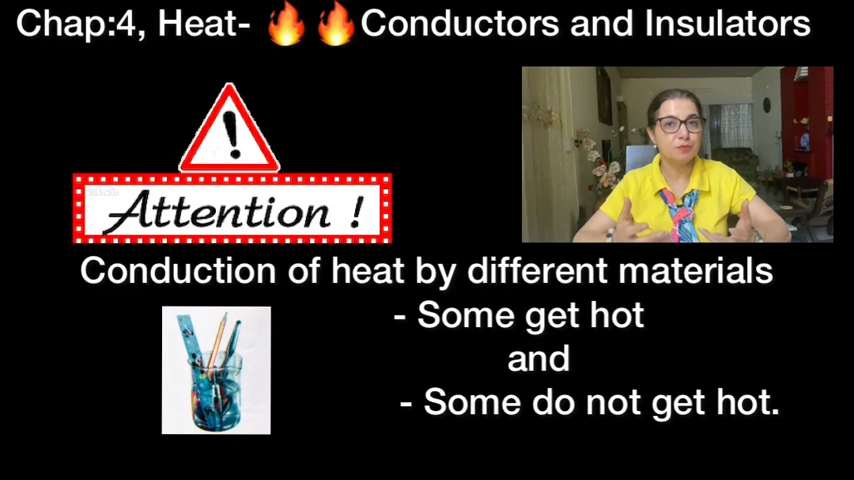 Chap:4, Heat- 🔥🔥Conductors and Insulators
!
Attention !
Conduction of heat by different materials
- Some get hot
and
- Some do not get hot.